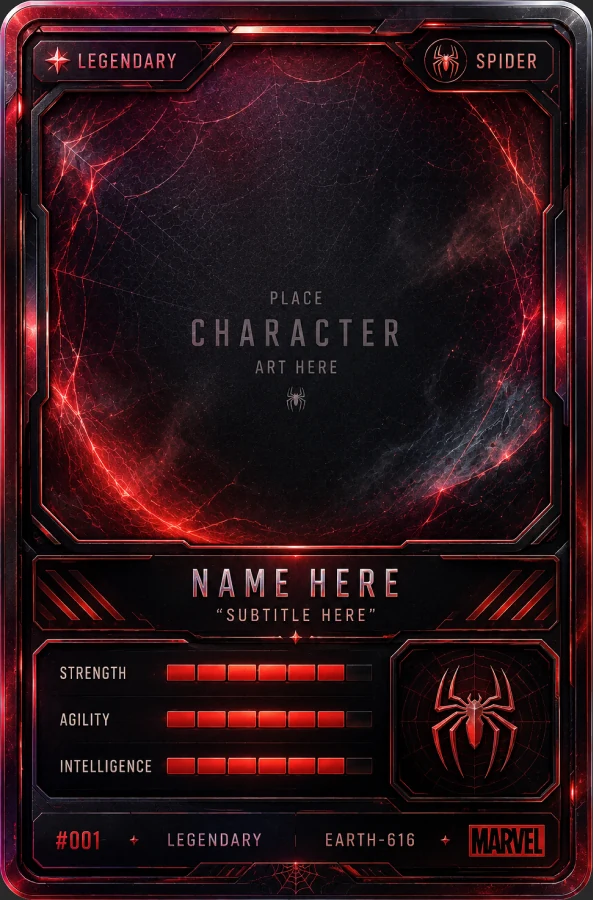 LEGENDARY
SPIDER
PLACE
CHARACTER
ART HERE
NAME HERE
“SUBTITLE HERE”
STRENGTH
AGILITY
INTELLIGENCE
#001 LEGENDARY EARTH-616 MARVEL